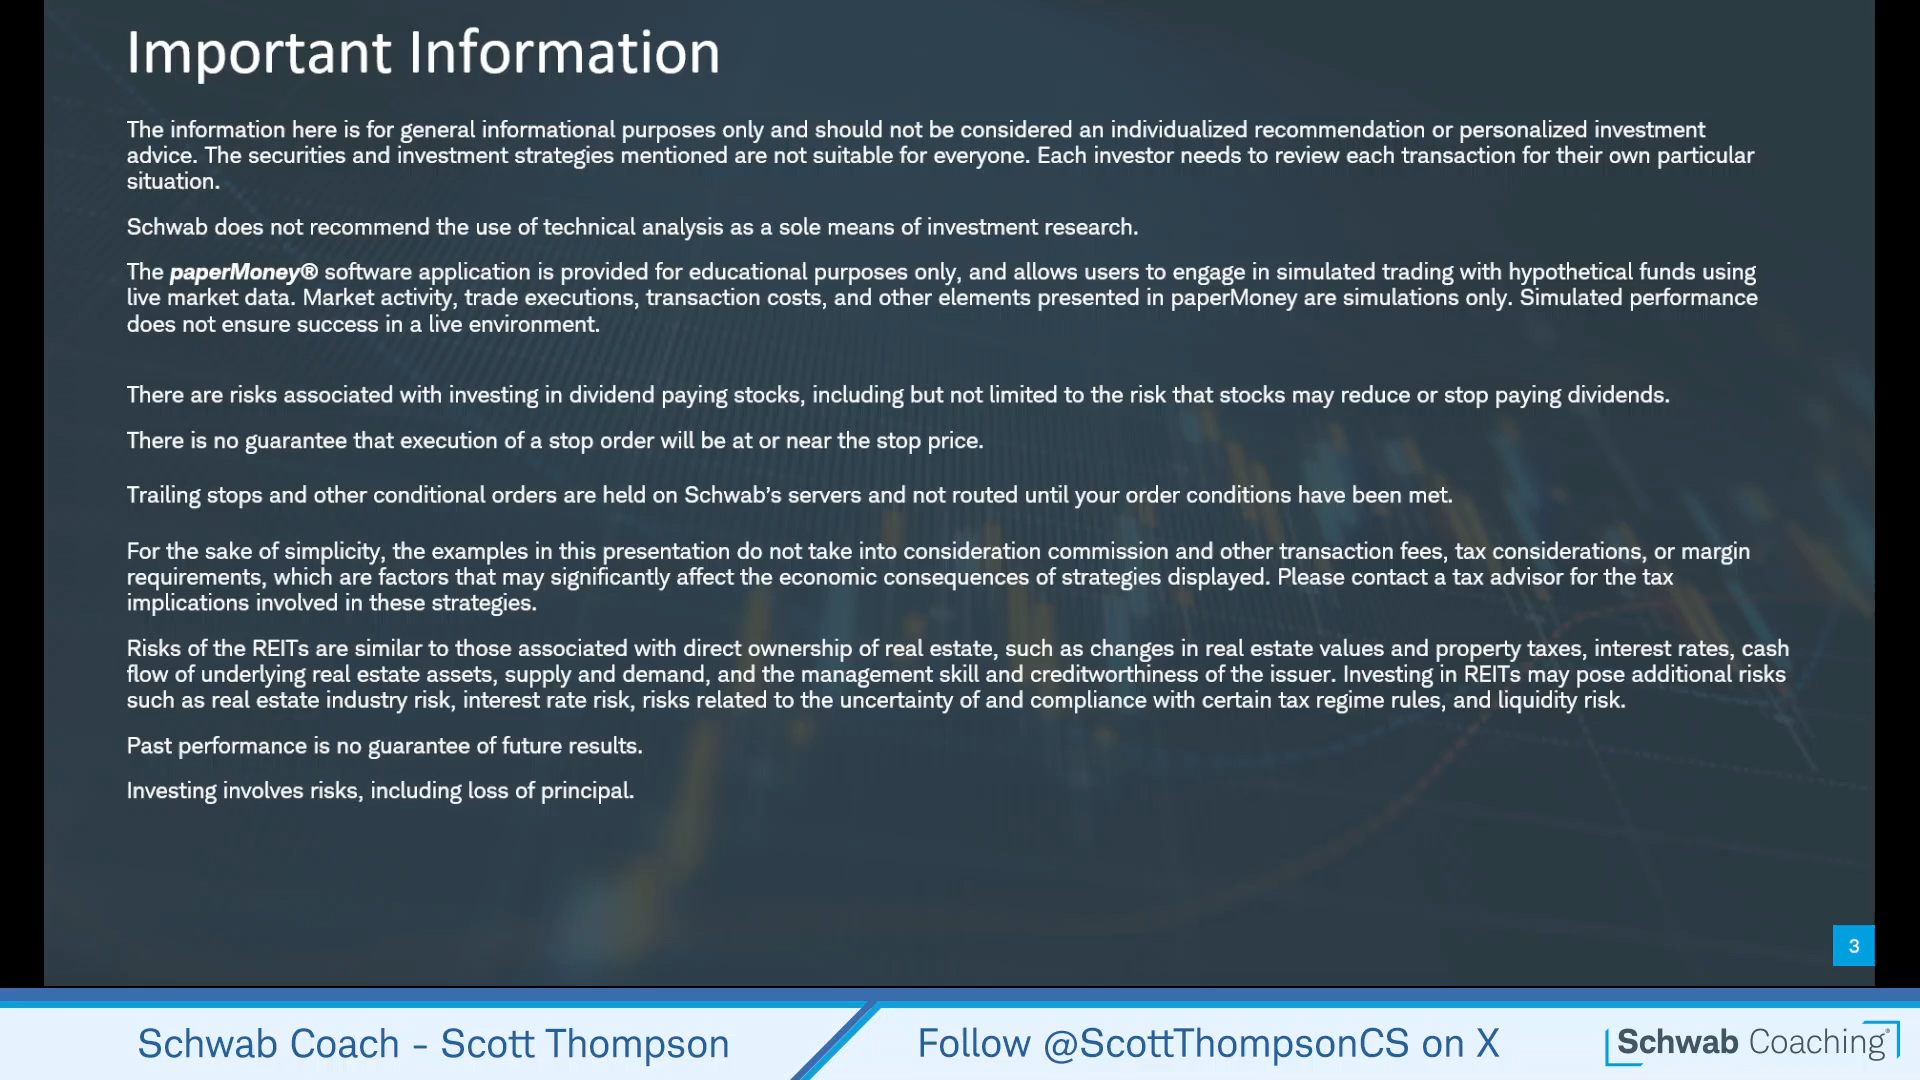 Important Information
The information here is for general informational purposes only and should not be considered an individualized recommendation or personalized investment
advice. The securities and investment strategies mentioned are not suitable for everyone. Each investor needs to review each transaction for their own particular
situation.
Schwab does not recommend the use of technical analysis as a sole means of investment research.
The paperMoney® software application is provided for educational purposes only, and allows users to engage in simulated trading with hypothetical funds using
live market data. Market activity, trade executions, transaction costs, and other elements presented in paperMoney are simulations only. Simulated performance
does not ensure success in a live environment.
There are risks associated with investing in dividend paying stocks, including but not limited to the risk that stocks may reduce or stop paying dividends.
There is no guarantee that execution of a stop order will be at or near the stop price.
Trailing stops and other conditional orders are held on Schwab's servers and not routed until your order conditions have been met.
For the sake of simplicity, the examples in this presentation do not take into consideration commission and other transaction fees, tax considerations, or margin
requirements, which are factors that may significantly affect the economic consequences of strategies displayed. Please contact a tax advisor for the tax
implications involved in these strategies.
Risks of the REITs are similar to those associated with direct ownership of real estate, such as changes in real estate values and property taxes, interest rates, cash
flow of underlying real estate assets, supply and demand, and the management skill and creditworthiness of the issuer. Investing in REITs may pose additional risks
such as real estate industry risk, interest rate risk, risks related to the uncertainty of and compliance with certain tax regime rules, and liquidity risk.
Past performance is no guarantee of future results.
Investing involves risks, including loss of principal.
3
Schwab Coach - Scott Thompson
Follow @ScottThompsonCS on X
Schwab Coaching®